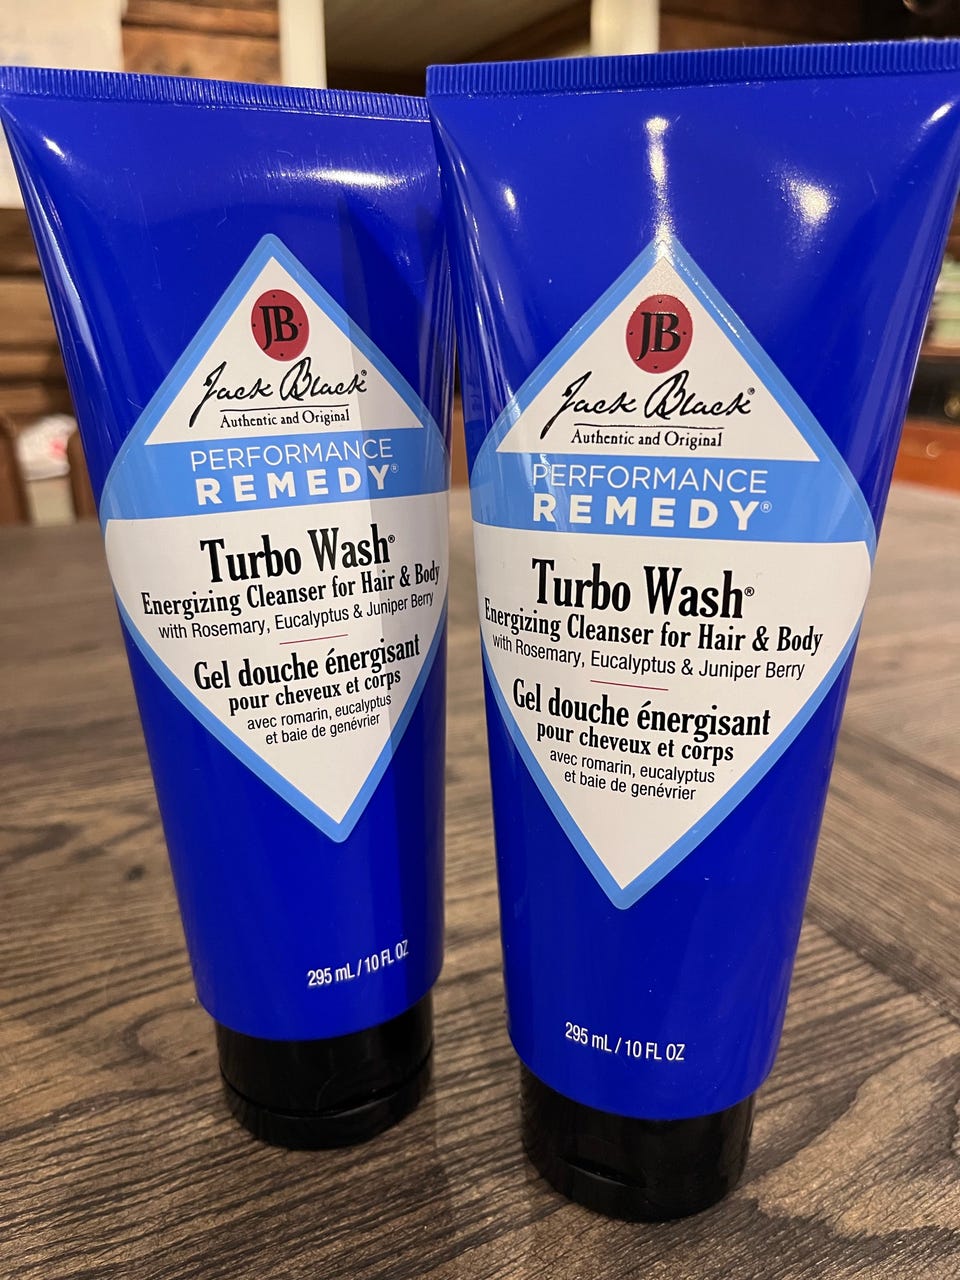 JB
Jack Black®
Authentic and Original
PERFORMANCE
REMEDY®
Turbo Wash®
Energizing Cleanser for Hair & Body
with Rosemary, Eucalyptus & Juniper Berry
Gel douche énergisant
pour cheveux et corps
avec romarin, eucalyptus
et baie de genévrier
295 mL / 10 FL OZ
JB
Jack Black®
Authentic and Original
PERFORMANCE
REMEDY®
Turbo Wash®
Energizing Cleanser for Hair & Body
with Rosemary, Eucalyptus & Juniper Berry
Gel douche énergisant
pour cheveux et corps
avec romarin, eucalyptus
et baie de genévrier
295 mL / 10 FL OZ